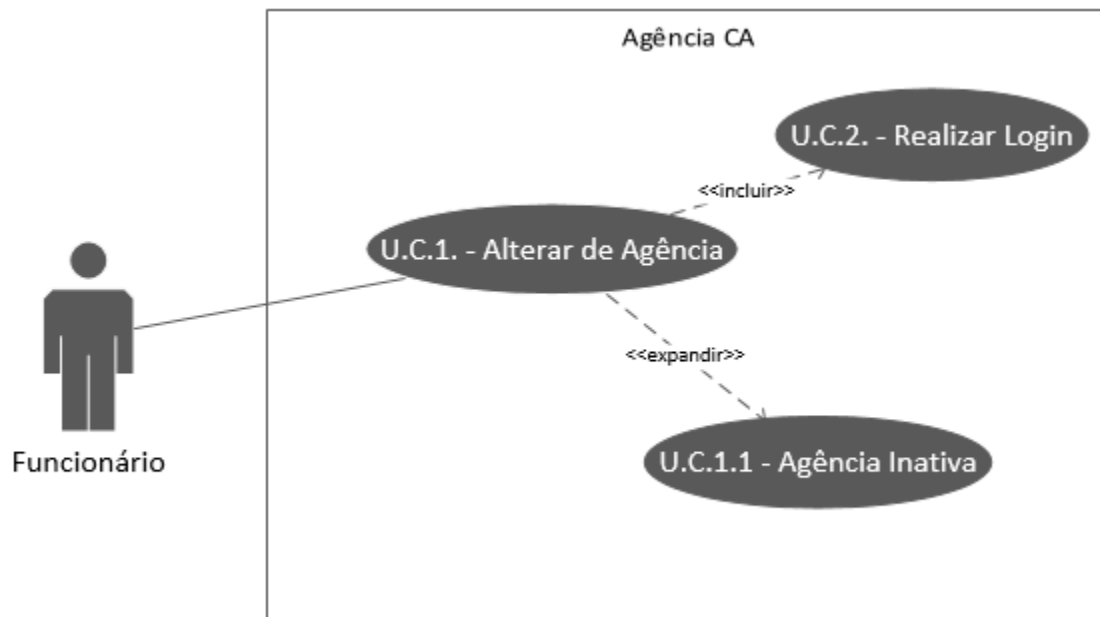 Agência CA
U.C.2. - Realizar Login
<<incluir>>
U.C.1. - Alterar de Agência
<<expandir>>
Funcionário
U.C.1.1 - Agência Inativa